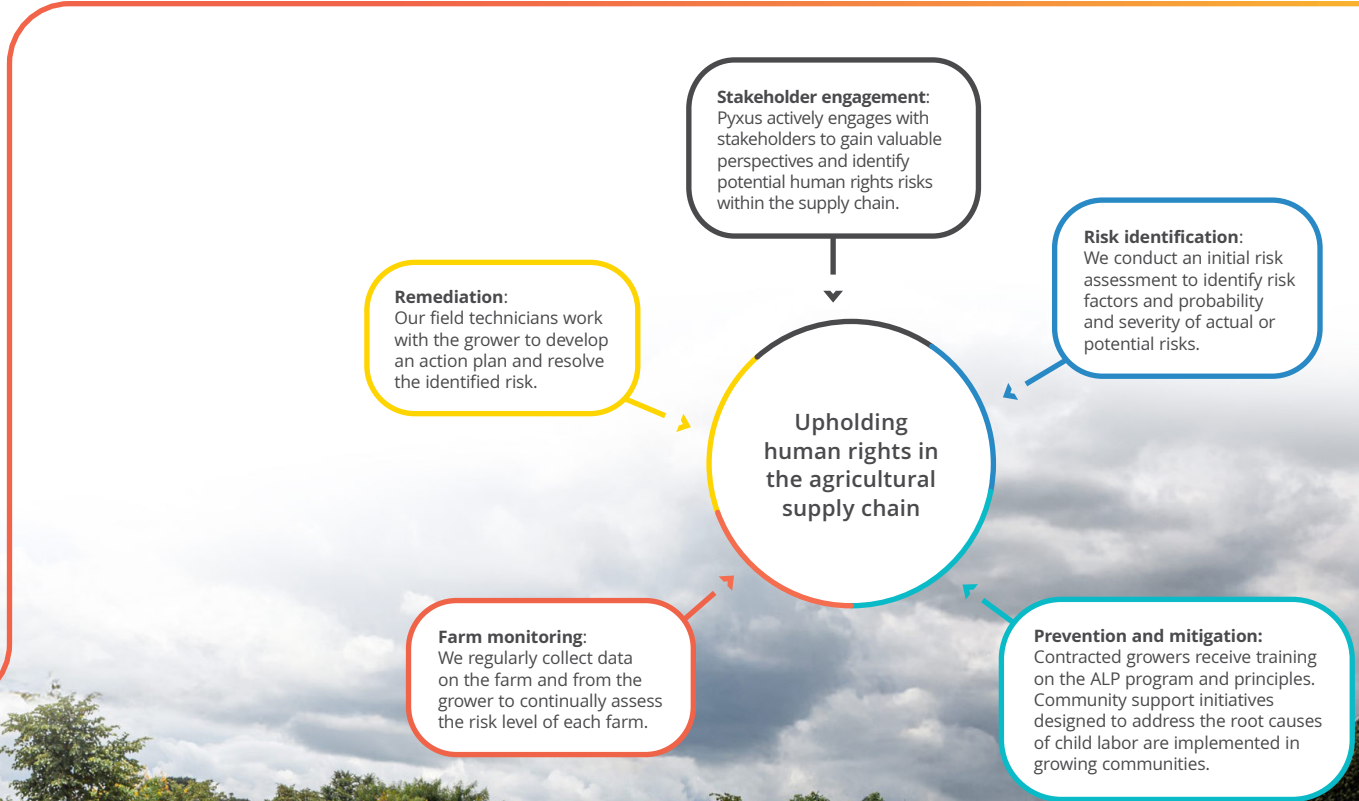 Stakeholder engagement:
Pyxus actively engages with
stakeholders to gain valuable
perspectives and identify
potential human rights risks
within the supply chain.
Risk identification:
We conduct an initial risk
assessment to identify risk
factors and probability
and severity of actual or
potential risks.
Remediation:
Our field technicians work
with the grower to develop
an action plan and resolve
the identified risk.
Upholding
human rights in
the agricultural
supply chain
Farm monitoring:
We regularly collect data
on the farm and from the
grower to continually assess
the risk level of each farm.
Prevention and mitigation:
Contracted growers receive training
on the ALP program and principles.
Community support initiatives
designed to address the root causes
of child labor are implemented in
growing communities.